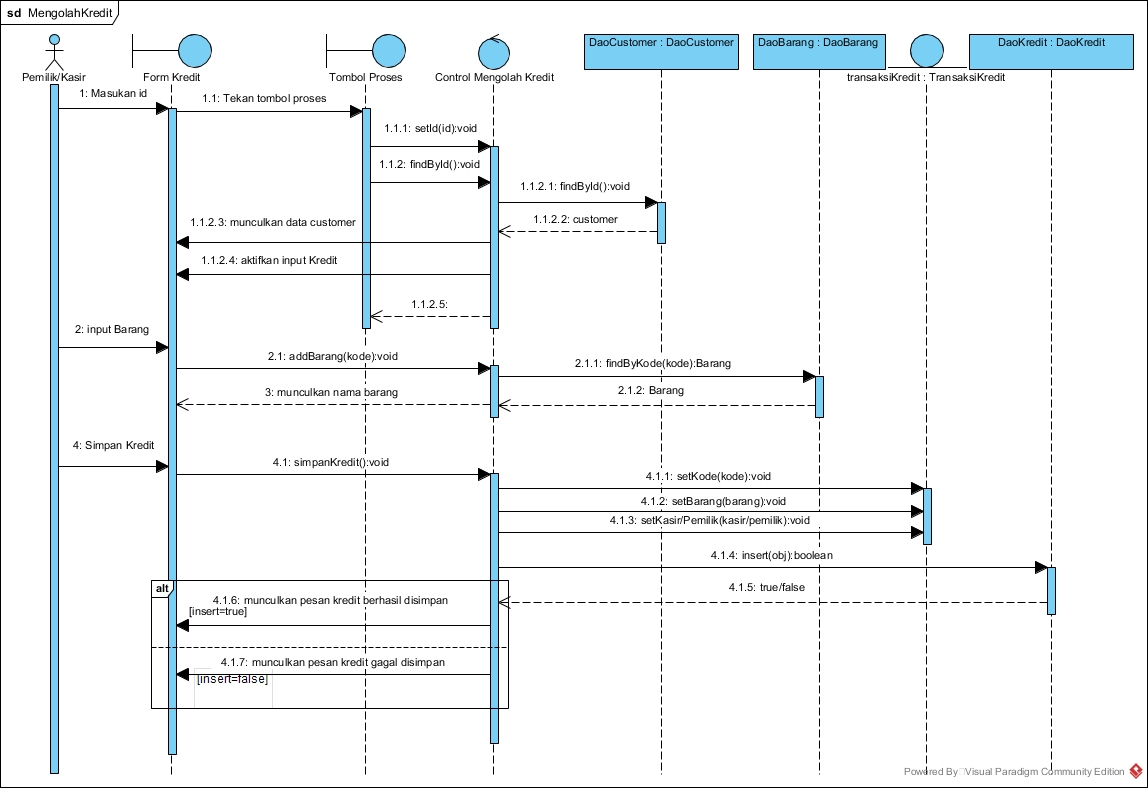 sd MengolahKredit
Pemilik/Kasir
Form Kredit
Tombol Proses
Control Mengolah Kredit
DaoCustomer : DaoCustomer
DaoBarang : DaoBarang
transaksiKredit : TransaksiKredit
DaoKredit : DaoKredit
1: Masukan id
1.1: Tekan tombol proses
1.1.1: setId(id):void
1.1.2: findById():void
1.1.2.1: findById():void
1.1.2.2: customer
1.1.2.3: munculkan data customer
1.1.2.4: aktifkan input Kredit
1.1.2.5:
2: input Barang
2.1: addBarang(kode):void
2.1.1: findByKode(kode):Barang
2.1.2: Barang
3: munculkan nama barang
4: Simpan Kredit
4.1: simpanKredit():void
4.1.1: setKode(kode):void
4.1.2: setBarang(barang):void
4.1.3: setKasir/Pemilik(kasir/pemilik):void
4.1.4: insert(obj):boolean
4.1.5: true/false
alt
4.1.6: munculkan pesan kredit berhasil disimpan
[insert=true]
4.1.7: munculkan pesan kredit gagal disimpan
[insert=false]
Powered By Visual Paradigm Community Edition